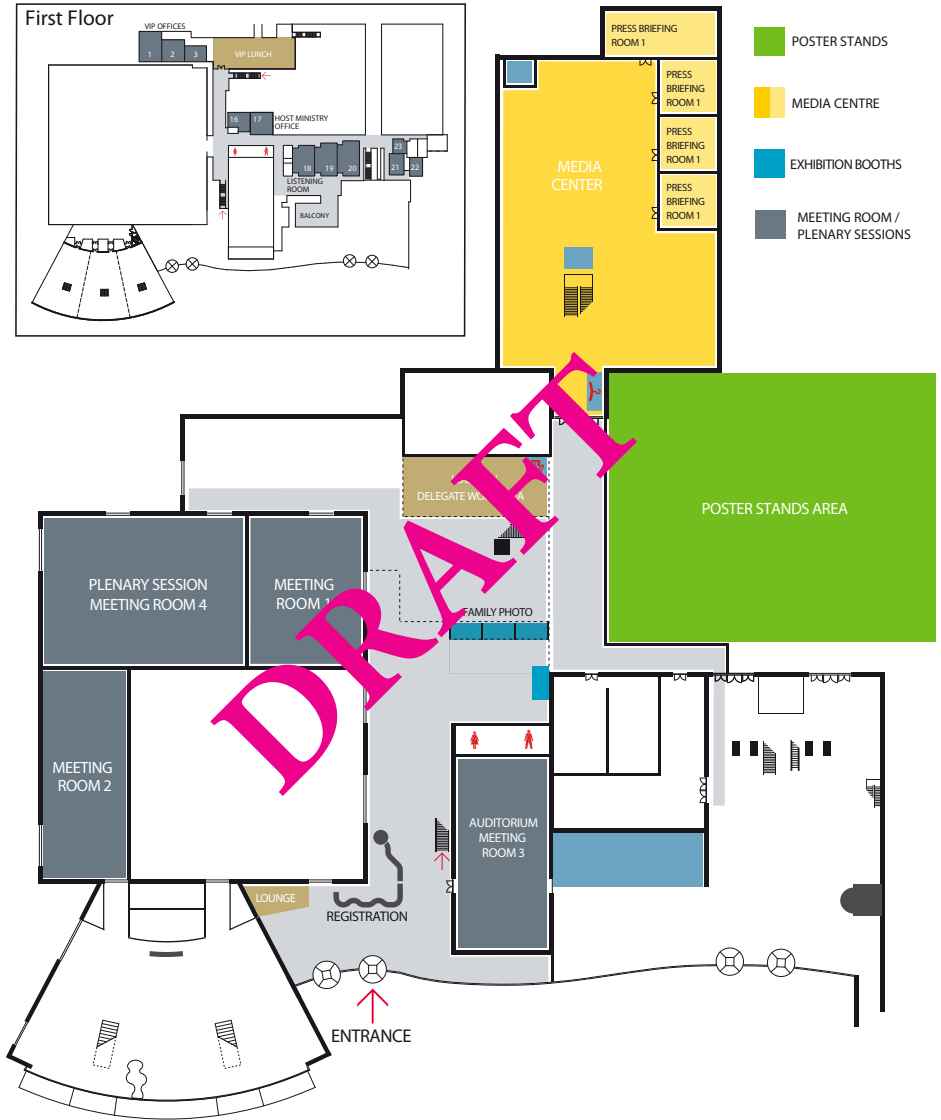 First Floor
VIP OFFICES
1
2
3
VIP LUNCH
16
17
HOST MINISTRY
OFFICE
18
19
20
23
21
22
LISTENING
ROOM
BALCONY
PRESS BRIEFING
ROOM 1
PRESS
BRIEFING
ROOM 1
PRESS
BRIEFING
ROOM 1
PRESS
BRIEFING
ROOM 1
MEDIA
CENTER
POSTER STANDS
MEDIA CENTRE
EXHIBITION BOOTHS
MEETING ROOM /
PLENARY SESSIONS
DELEGATE
POSTER STANDS AREA
PLENARY SESSION
MEETING ROOM 4
MEETING
ROOM 1
FAMILY PHOTO
DRAFT
MEETING
ROOM 2
AUDITORIUM
MEETING
ROOM 3
LOUNGE
REGISTRATION
ENTRANCE